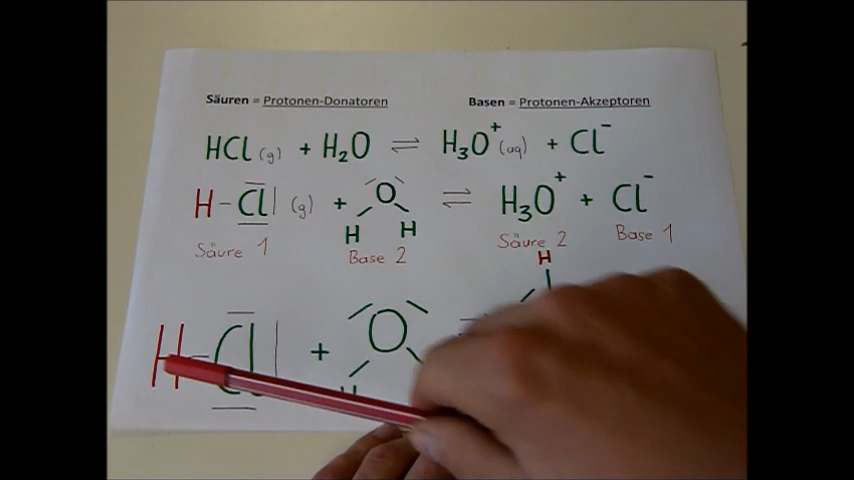 Säuren = Protonen-Donatoren Basen = Protonen-Akzeptoren
HCl (g) + H₂O ⇌ H₃O⁺ (aq) + Cl⁻
H – Cl (g) + O H H ⇌ H₃O⁺ + Cl⁻
Säure 1 Base 2 Säure 2 Base 1
H
H – Cl + O
H